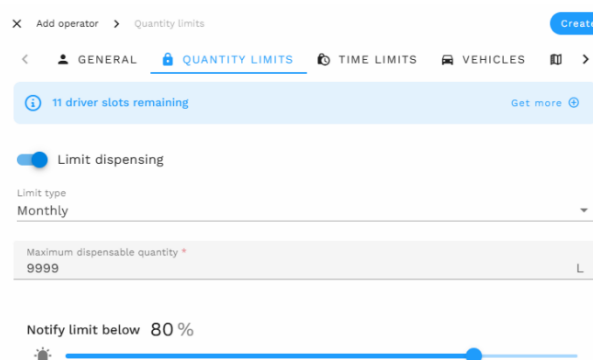 Add operator > Quantity limits
Create
GENERAL QUANTITY LIMITS TIME LIMITS VEHICLES
11 driver slots remaining Get more
Limit dispensing
Limit type
Monthly
Maximum dispensable quantity *
9999 L
Notify limit below 80 %